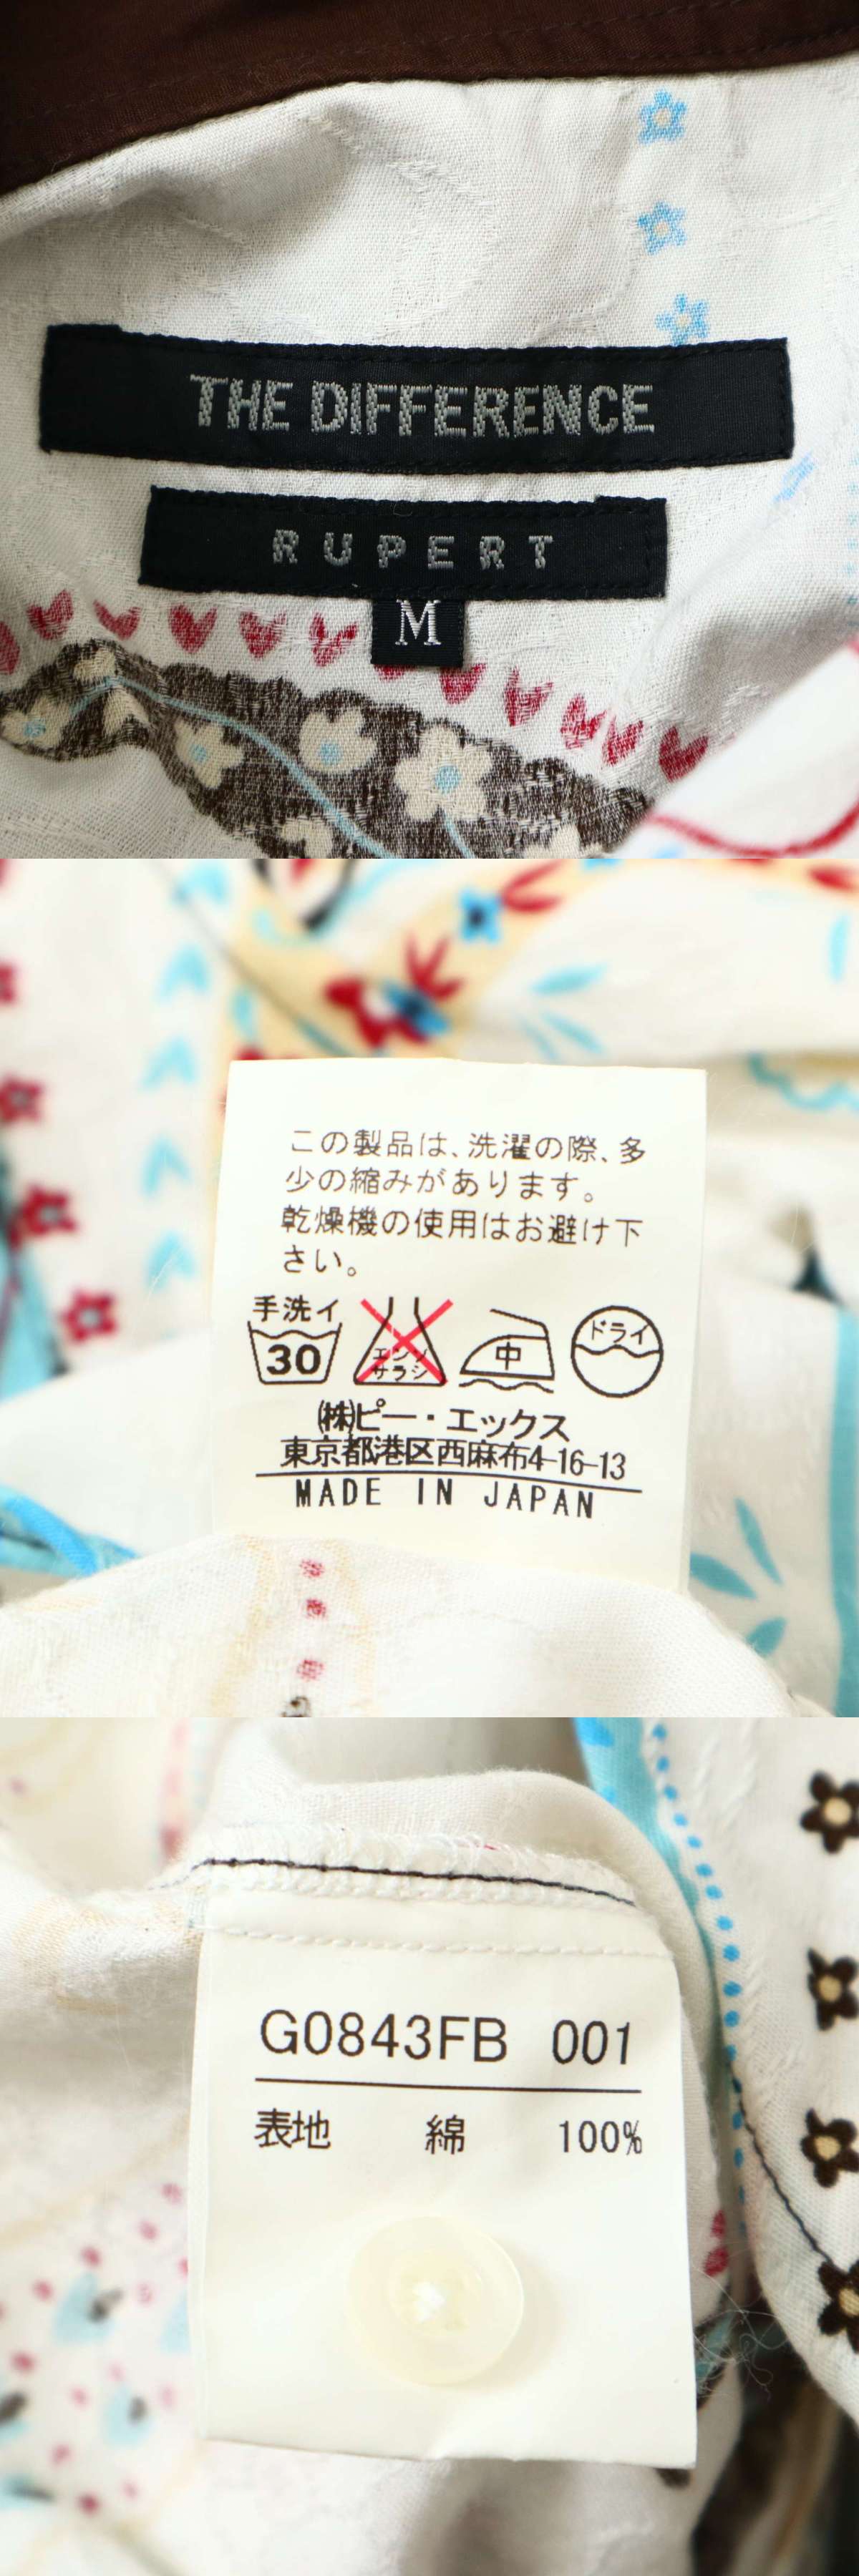 THE DIFFERENCE
RUPERT
M
この製品は、洗濯の際、多
少の縮みがあります。
乾燥機の使用はお避け下
さい。
手洗イ
30
エンソ
サラシ
中
ドライ
㈱ピー・エックス
東京都港区西麻布4-16-13
MADE IN JAPAN
G0843FB 001
表地 綿 100%